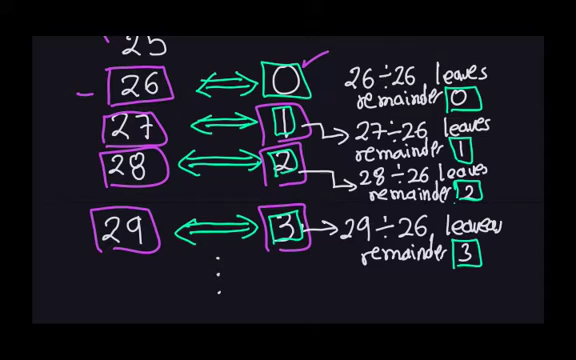 25
26 ⟺ 0 26÷26 leaves
remainder 0
27 ⟺ 1 27÷26 leaves
remainder 1
28 ⟺ 2 28÷26 leaves
remainder 2
29 ⟺ 3 29÷26 leaves
remainder 3